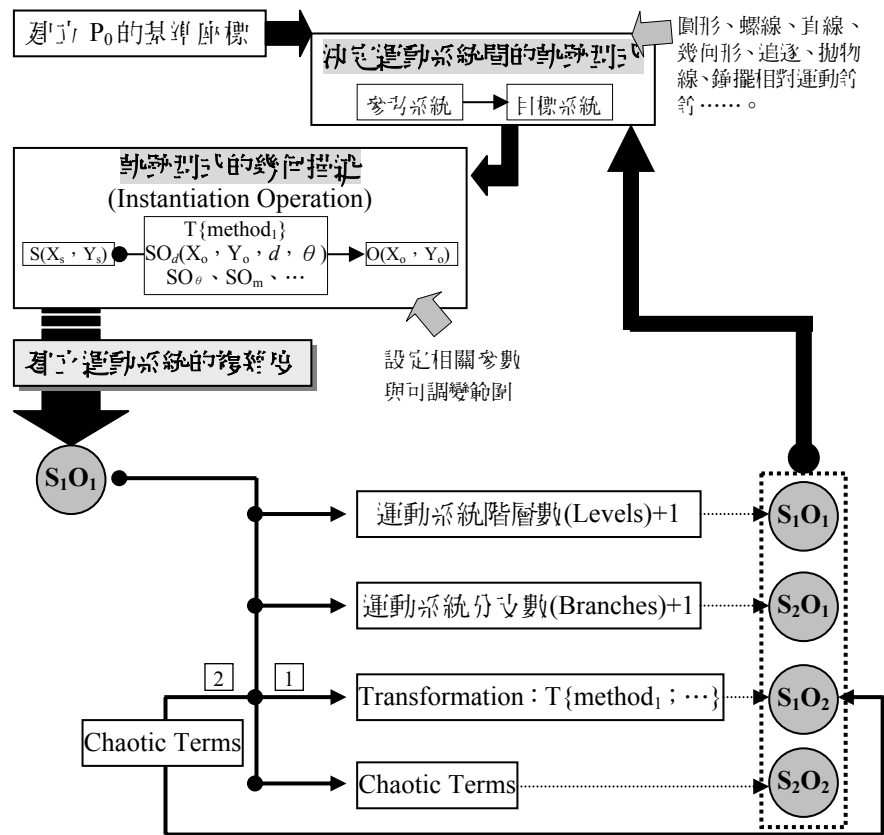 建立 P₀的基準座標
決定運動系統間的軌跡型式
參考系統
目標系統
圓形、螺線、直線、
幾何形、追逐、拋物
線、鐘擺相對運動等
等……。
軌跡型式的幾何描述
(Instantiation Operation)
S(Xₛ，Yₛ)
T{method₁}
SO_d(Xₒ，Yₒ，d，θ)
SO_θ、SO_m、…
O(Xₒ，Yₒ)
設定相關參數
與可調變範圍
建立運動系統的複雜度
S₁O₁
運動系統階層數(Levels)+1
S₁O₁
運動系統分支數(Branches)+1
S₂O₁
2
1
Transformation：T{method₁；…}
S₁O₂
Chaotic Terms
Chaotic Terms
S₂O₂